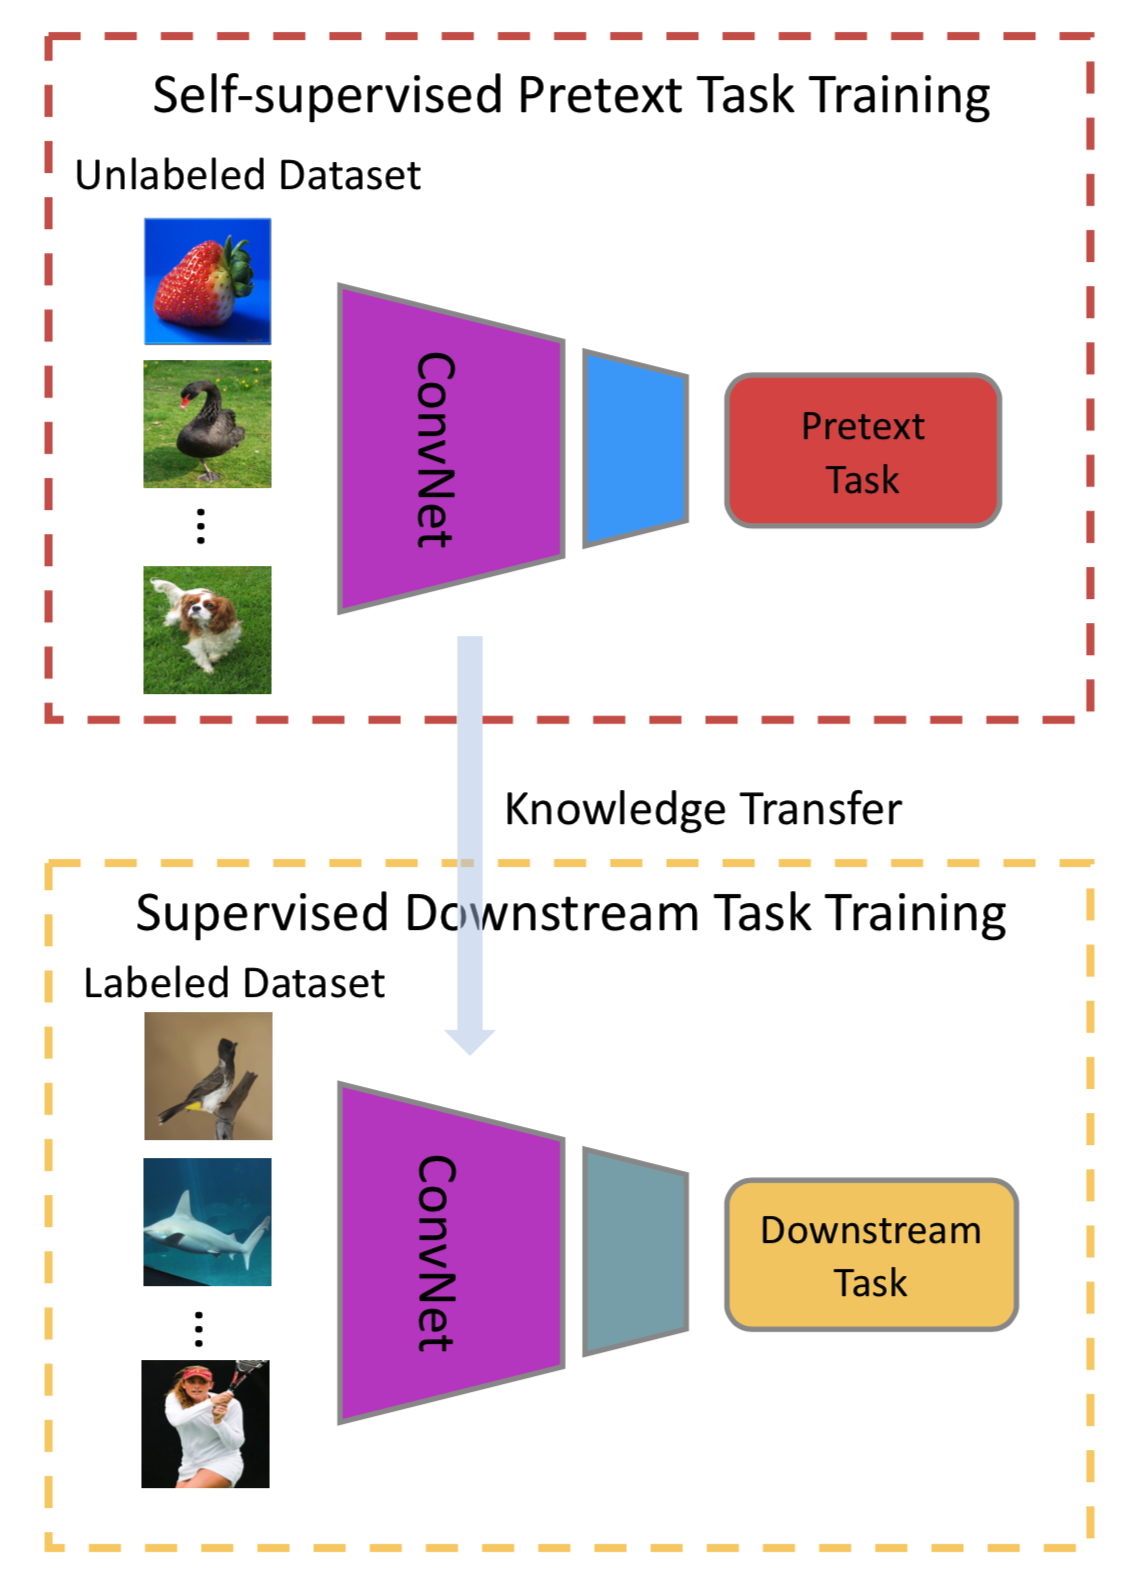 Self-supervised Pretext Task Training
Unlabeled Dataset
ConvNet
Pretext
Task
...
Knowledge Transfer
Supervised Downstream Task Training
Labeled Dataset
ConvNet
Downstream
Task
...